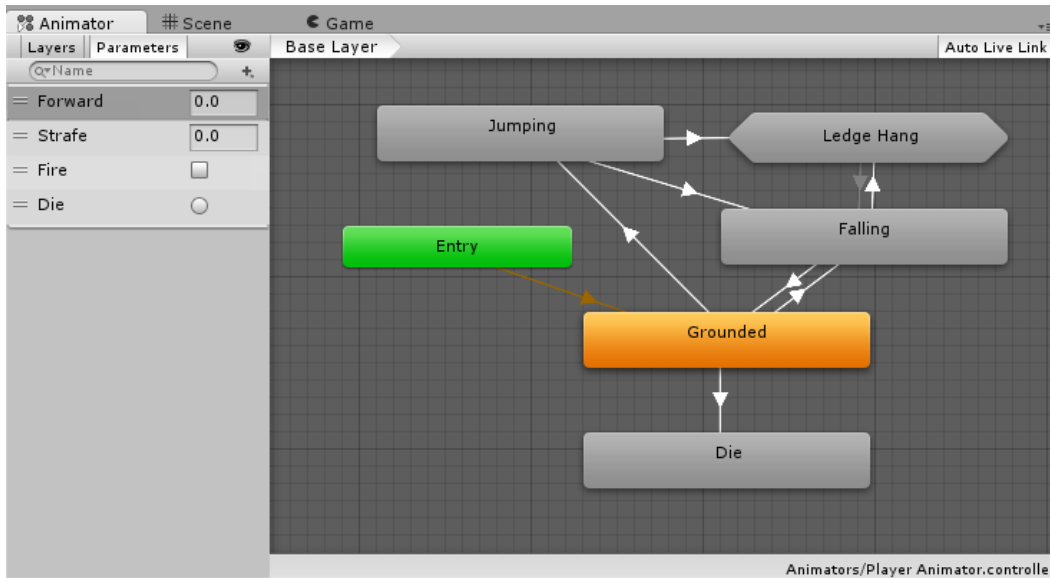 Animator
Scene
Game
Layers
Parameters
Base Layer
Auto Live Link
Name
Forward
0.0
Strafe
0.0
Fire
Die
Jumping
Ledge Hang
Falling
Entry
Grounded
Die
Animators/Player Animator.controlle